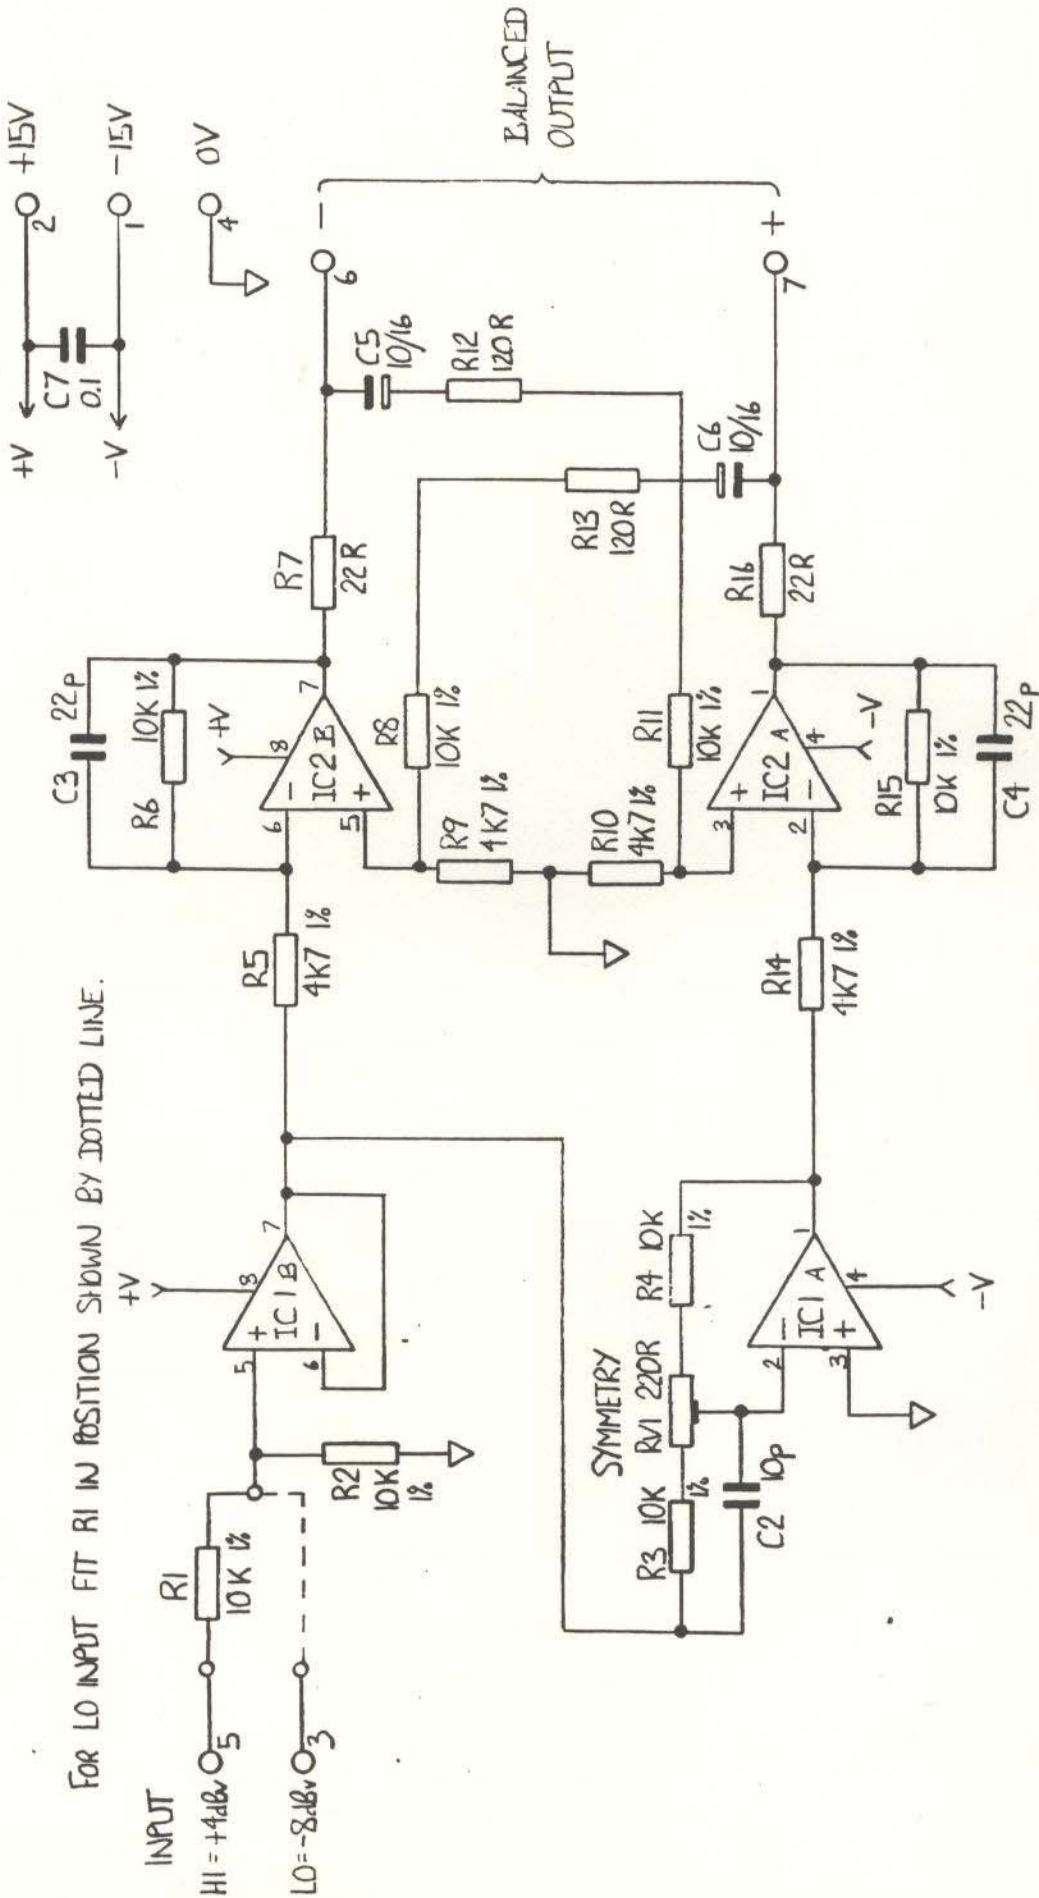 FOR LO INPUT FIT R1 IN POSITION SHOWN BY DOTTED LINE.
INPUT
HI = +4dBv
5
LO = -8dBv
3
R1
10K 1%
R2
10K
1%
+V
5
6
+
-
IC1 B
8
7
R5
4K7 1%
C3
22p
R6
10K 1%
+V
6
5
-
+
IC2 B
8
7
R7
22R
R8
10K 1%
R9
4K7 1%
R10
4K7 1%
R11
10K 1%
C5
10/16
R12
120R
R13
120R
C6
10/16
6
-
7
+
BALANCED
OUTPUT
SYMMETRY
R3 10K
1%
RV1 220R
R4 10K
1%
C2
10p
2
3
-
+
IC1 A
1
4
-V
R14
4K7 1%
3
2
+
-
IC2 A
1
4
-V
R16
22R
R15
10K 1%
C4
22p
+V
C7
0.1
-V
2
+15V
1
-15V
4
0V